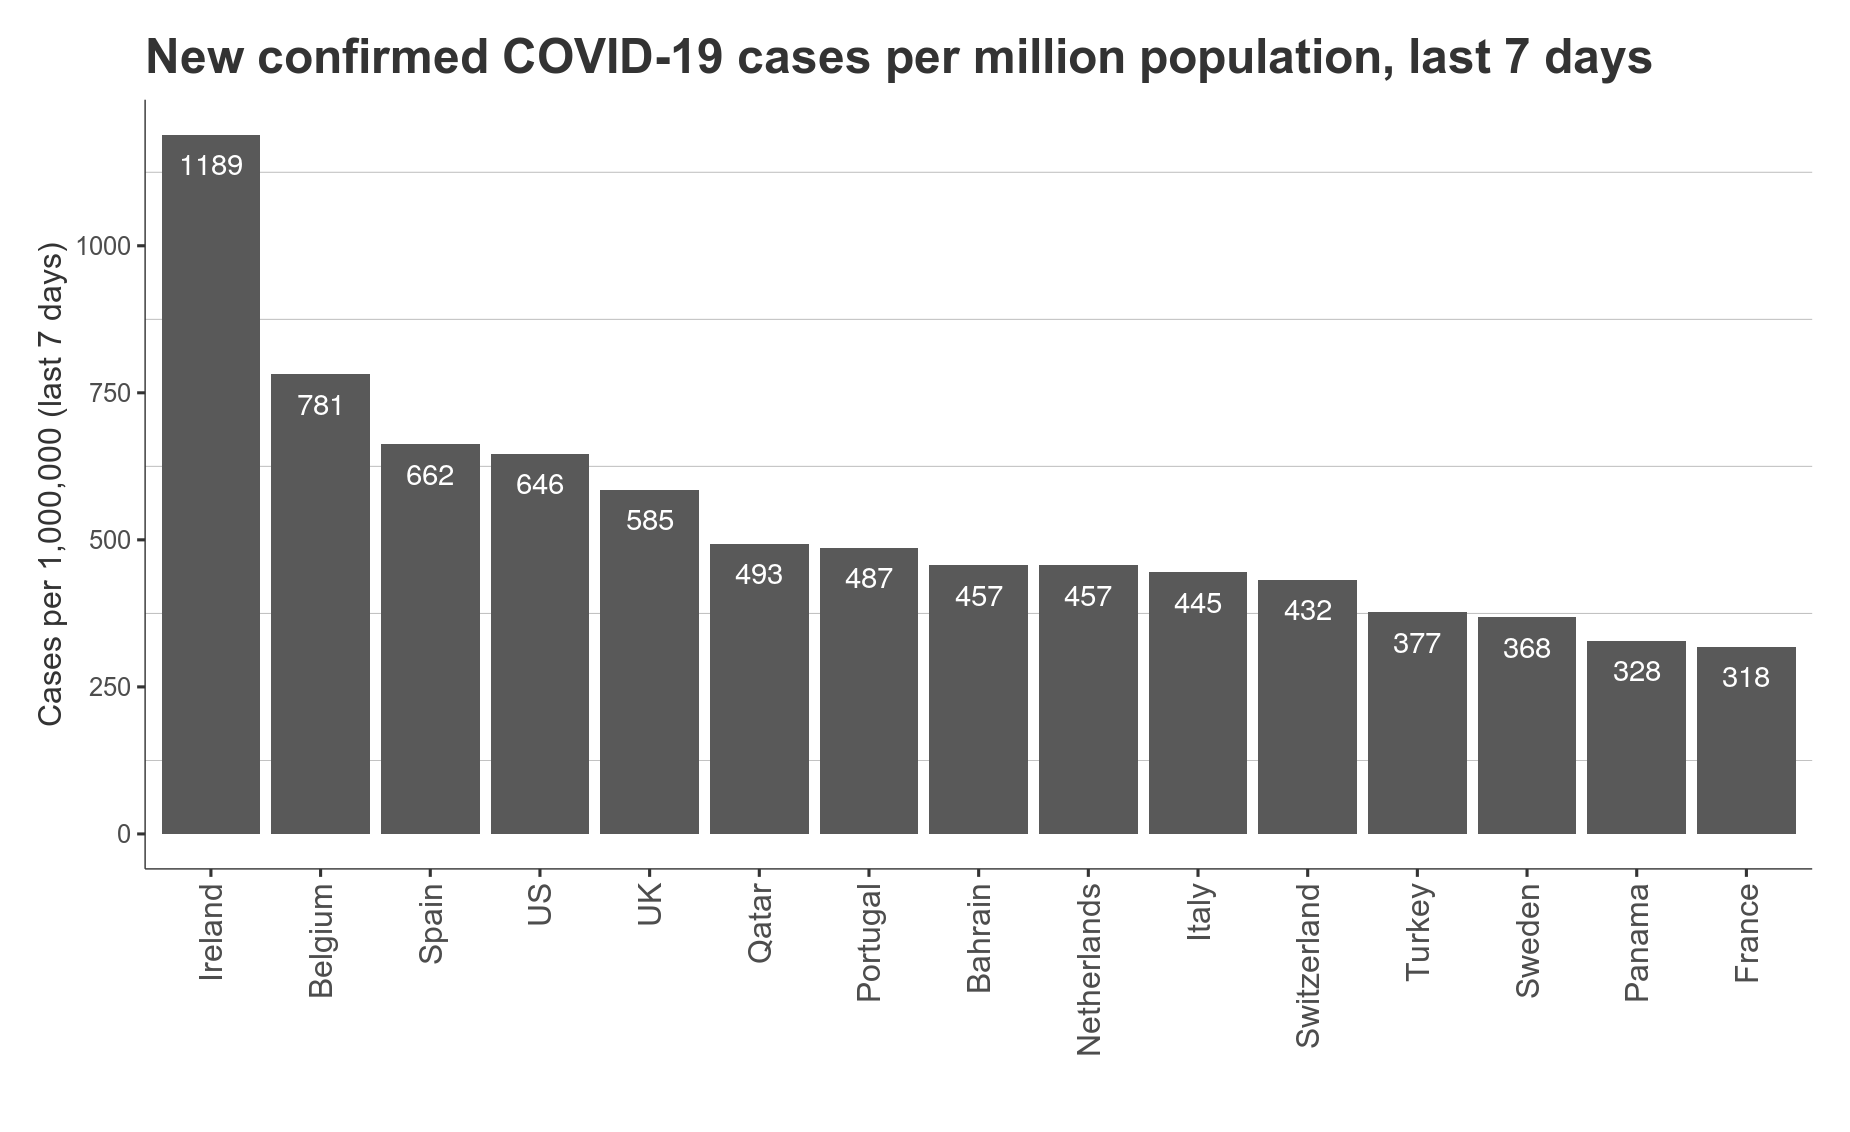 New confirmed COVID-19 cases per million population, last 7 days
Cases per 1,000,000 (last 7 days)
1000
750
500
250
0
1189
781
662
646
585
493
487
457
457
445
432
377
368
328
318
Ireland
Belgium
Spain
US
UK
Qatar
Portugal
Bahrain
Netherlands
Italy
Switzerland
Turkey
Sweden
Panama
France